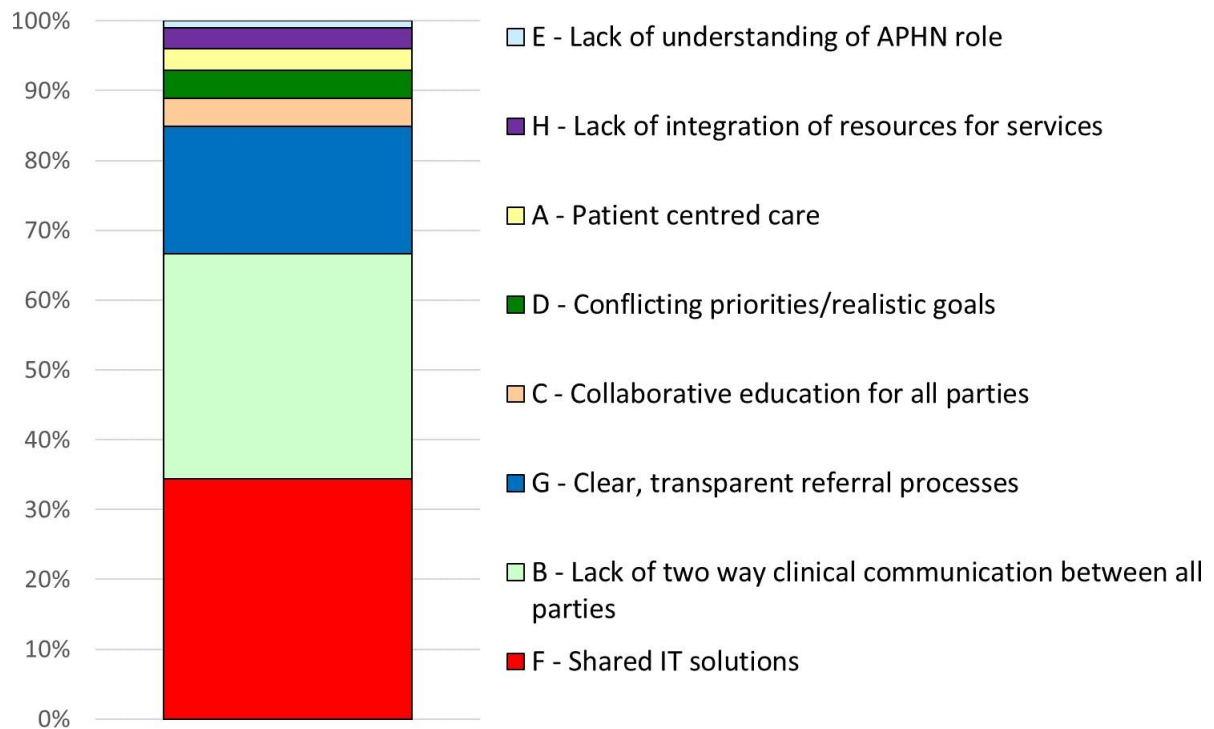 100%
90%
80%
70%
60%
50%
40%
30%
20%
10%
0%
E - Lack of understanding of APHN role
H - Lack of integration of resources for services
A - Patient centred care
D - Conflicting priorities/realistic goals
C - Collaborative education for all parties
G - Clear, transparent referral processes
B - Lack of two way clinical communication between all
parties
F - Shared IT solutions